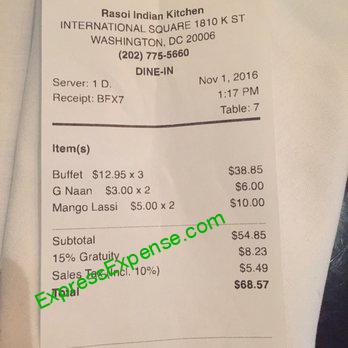 Rasoi Indian Kitchen
INTERNATIONAL SQUARE 1810 K ST
WASHINGTON, DC 20006
(202) 775-5660
DINE-IN
Server: 1 D. Nov 1, 2016
Receipt: BFX7 1:17 PM
Table: 7
Item(s)
Buffet $12.95 x 3 $38.85
G Naan $3.00 x 2 $6.00
Mango Lassi $5.00 x 2 $10.00
Subtotal $54.85
15% Gratuity $8.23
Sales Tax (incl. 10%) $5.49
Total $68.57
ExpressExpense.com